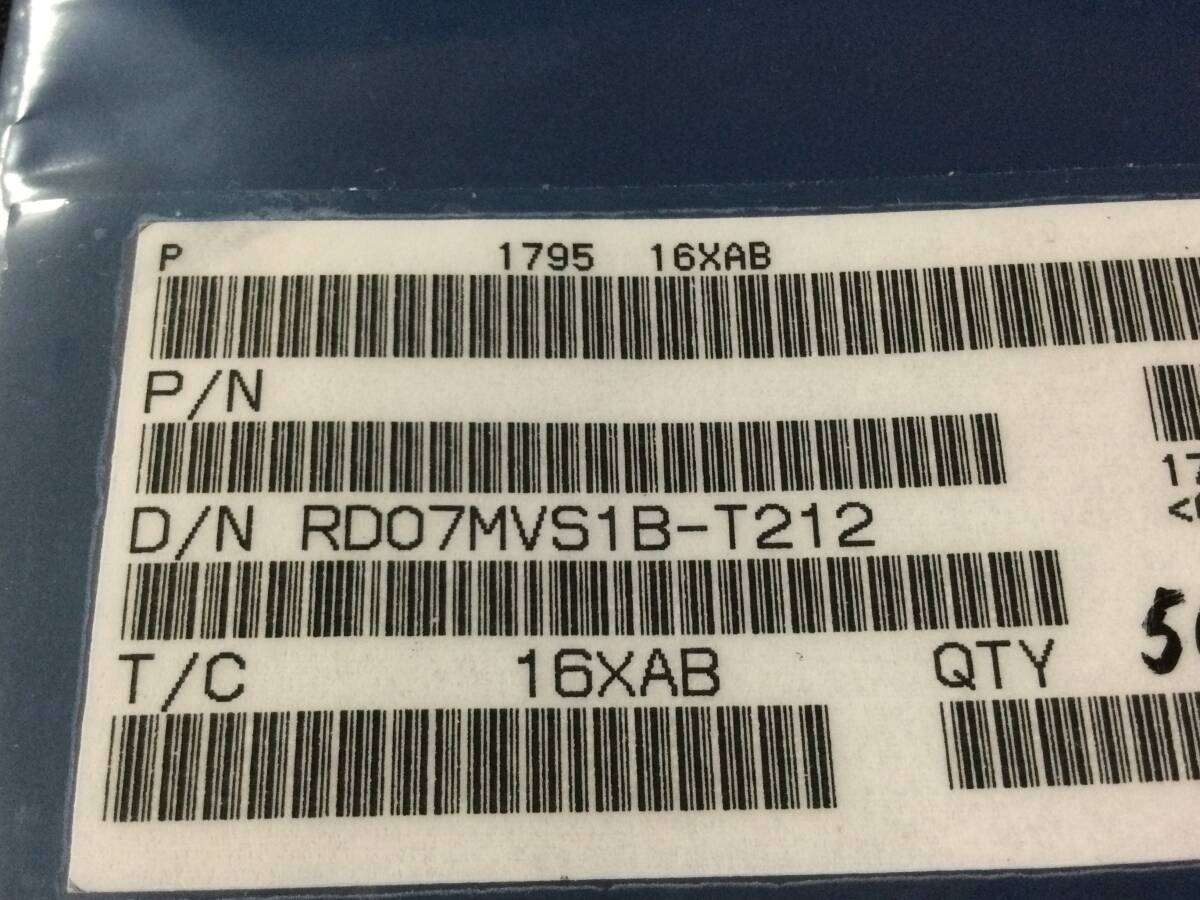 P 1795 16XAB
P/N
D/N RD07MVS1B-T212
T/C 16XAB QTY